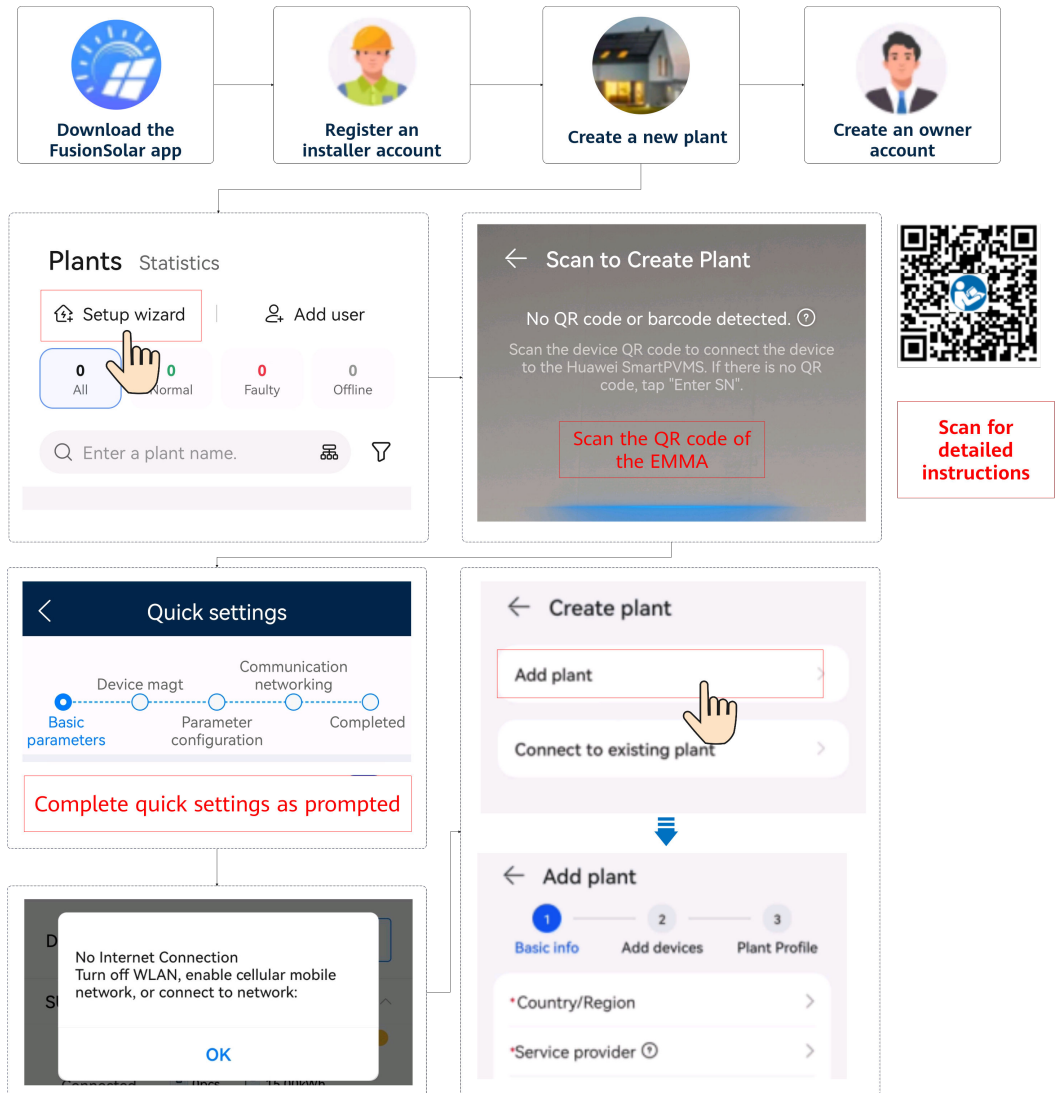 Download the
FusionSolar app
Register an
installer account
Create a new plant
Create an owner
account
Plants Statistics
Setup wizard
Add user
0
All
0
Normal
0
Faulty
0
Offline
Enter a plant name.
Scan to Create Plant
No QR code or barcode detected.
Scan the device QR code to connect the device
to the Huawei SmartPVMS. If there is no QR
code, tap "Enter SN".
Scan the QR code of
the EMMA
Scan for
detailed
instructions
Quick settings
Basic
parameters
Device magt
Parameter
configuration
Communication
networking
Completed
Complete quick settings as prompted
No Internet Connection
Turn off WLAN, enable cellular mobile
network, or connect to network:
OK
Create plant
Add plant
Connect to existing plant
Add plant
1
Basic info
2
Add devices
3
Plant Profile
*Country/Region
*Service provider